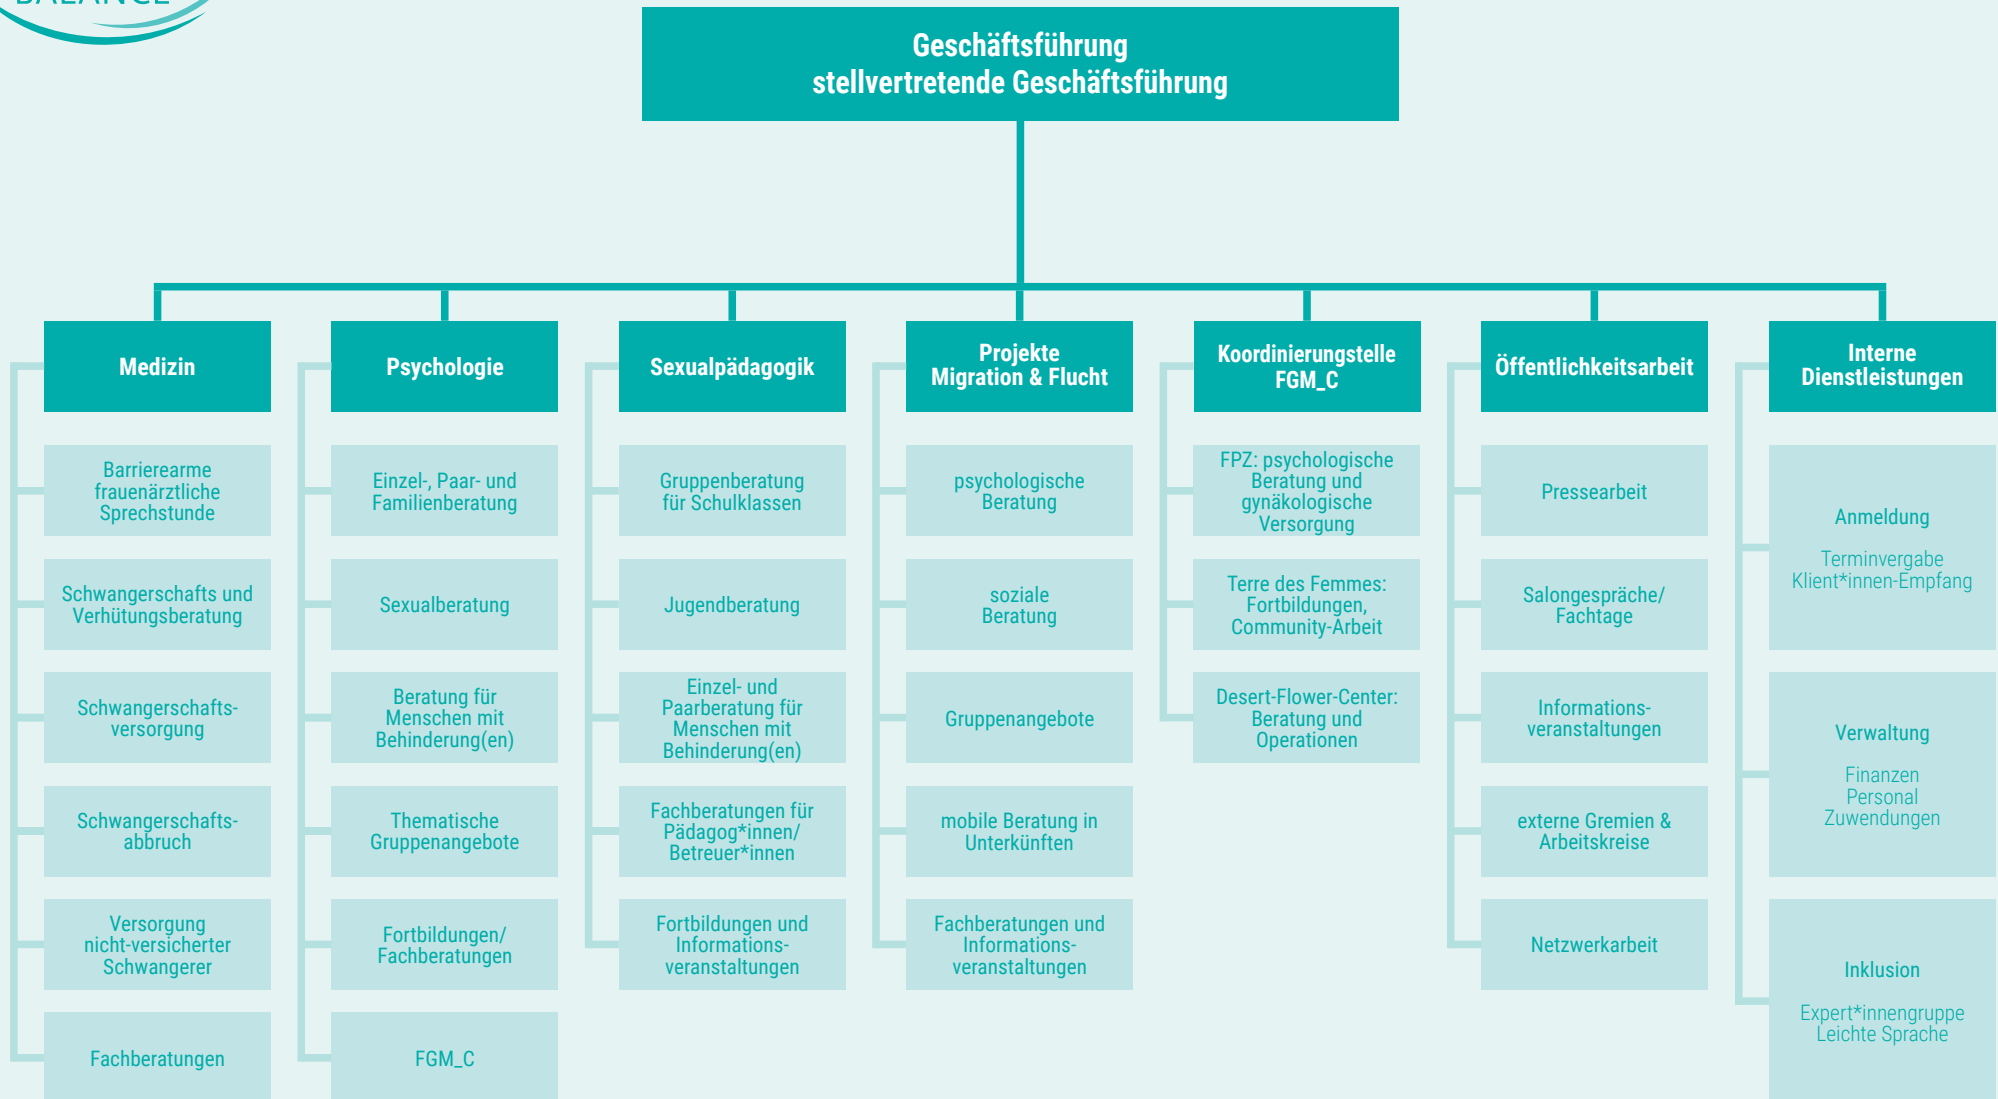 BALANCE
Geschäftsführung
stellvertretende Geschäftsführung
Medizin
Barrierearme
frauenärztliche
Sprechstunde
Schwangerschafts und
Verhütungsberatung
Schwangerschafts-
versorgung
Schwangerschafts-
abbruch
Versorgung
nicht-versicherter
Schwangerer
Fachberatungen
Psychologie
Einzel-, Paar- und
Familienberatung
Sexualberatung
Beratung für
Menschen mit
Behinderung(en)
Thematische
Gruppenangebote
Fortbildungen/
Fachberatungen
FGM_C
Sexualpädagogik
Gruppenberatung
für Schulklassen
Jugendberatung
Einzel- und
Paarberatung für
Menschen mit
Behinderung(en)
Fachberatungen für
Pädagog*innen/
Betreuer*innen
Fortbildungen und
Informations-
veranstaltungen
Projekte
Migration & Flucht
psychologische
Beratung
soziale
Beratung
Gruppenangebote
mobile Beratung in
Unterkünften
Fachberatungen und
Informations-
veranstaltungen
Koordinierungstelle
FGM_C
FPZ: psychologische
Beratung und
gynäkologische
Versorgung
Terre des Femmes:
Fortbildungen,
Community-Arbeit
Desert-Flower-Center:
Beratung und
Operationen
Öffentlichkeitsarbeit
Pressearbeit
Salongespräche/
Fachtage
Informations-
veranstaltungen
externe Gremien &
Arbeitskreise
Netzwerkarbeit
Interne
Dienstleistungen
Anmeldung
Terminvergabe
Klient*innen-Empfang
Verwaltung
Finanzen
Personal
Zuwendungen
Inklusion
Expert*innengruppe
Leichte Sprache